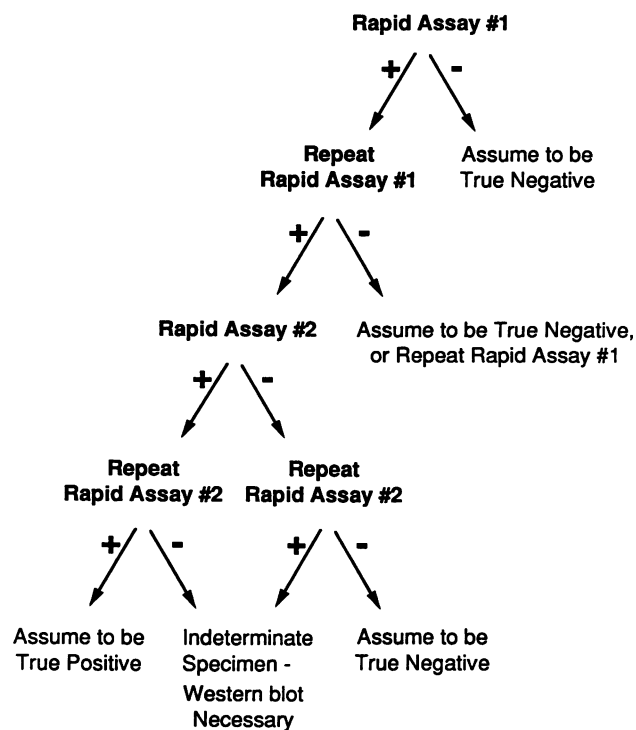 Rapid Assay #1
+ -
Repeat
Rapid Assay #1
Assume to be
True Negative
+ -
Rapid Assay #2
Assume to be True Negative,
or Repeat Rapid Assay #1
+ -
Repeat
Rapid Assay #2
Repeat
Rapid Assay #2
+ - + -
Assume to be
True Positive
Indeterminate
Specimen -
Western blot
Necessary
Assume to be
True Negative